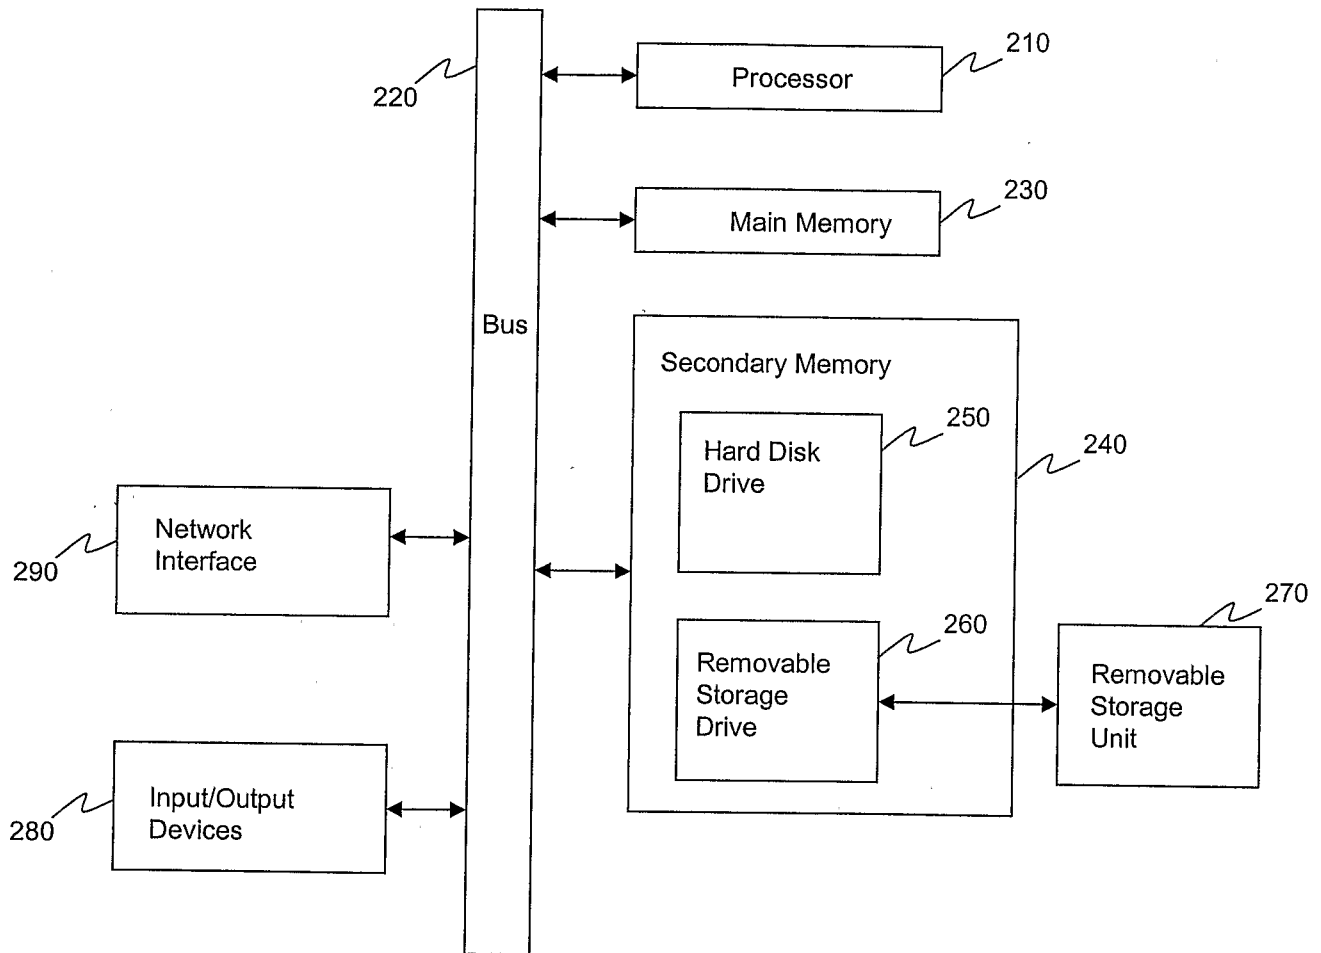 210
Processor
220
230
Main Memory
Bus
Secondary Memory
250
Hard Disk
Drive
240
Network
Interface
290
270
260
Removable
Storage
Drive
Removable
Storage
Unit
Input/Output
Devices
280